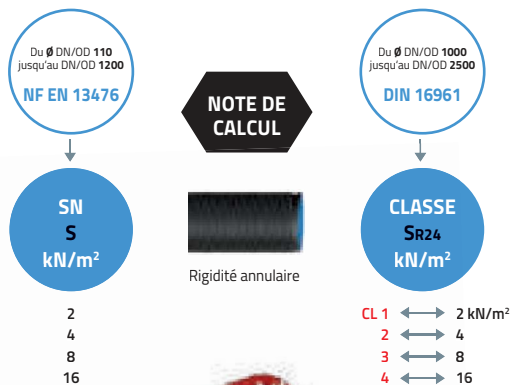 Du Ø DN/OD 110
jusqu'au DN/OD 1200
NF EN 13476
SN
S
kN/m²
2
4
8
16
NOTE DE
CALCUL
Rigidité annulaire
Du Ø DN/OD 1000
jusqu'au DN/OD 2500
DIN 16961
CLASSE
SR24
kN/m²
CL 1 ↔ 2 kN/m²
2 ↔ 4
3 ↔ 8
4 ↔ 16